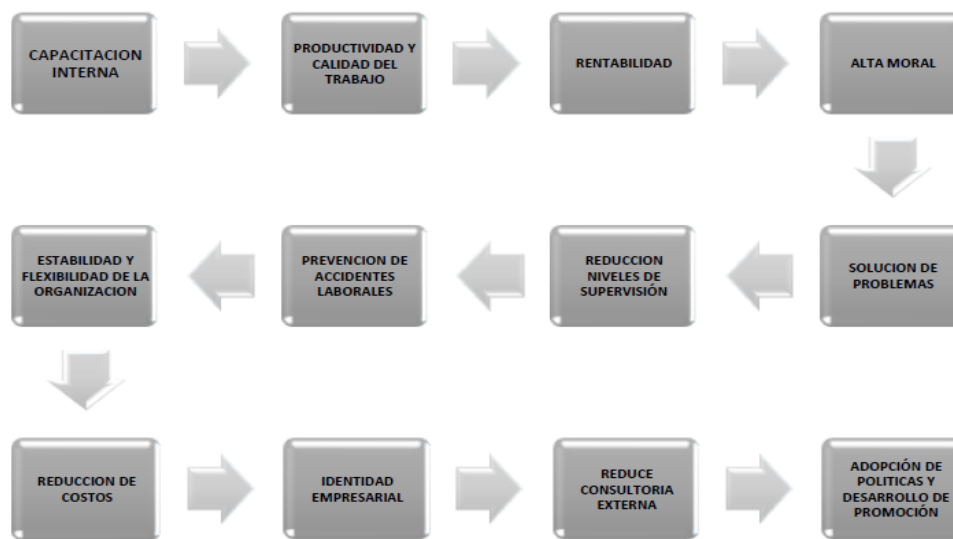 CAPACITACION
INTERNA
PRODUCTIVIDAD Y
CALIDAD DEL
TRABAJO
RENTABILIDAD
ALTA MORAL
SOLUCION DE
PROBLEMAS
REDUCCION
NIVELES DE
SUPERVISIÓN
PREVENCION DE
ACCIDENTES
LABORALES
ESTABILIDAD Y
FLEXIBILIDAD DE LA
ORGANIZACION
REDUCCION DE
COSTOS
IDENTIDAD
EMPRESARIAL
REDUCE
CONSULTORIA
EXTERNA
ADOPCIÓN DE
POLITICAS Y
DESARROLLO DE
PROMOCIÓN